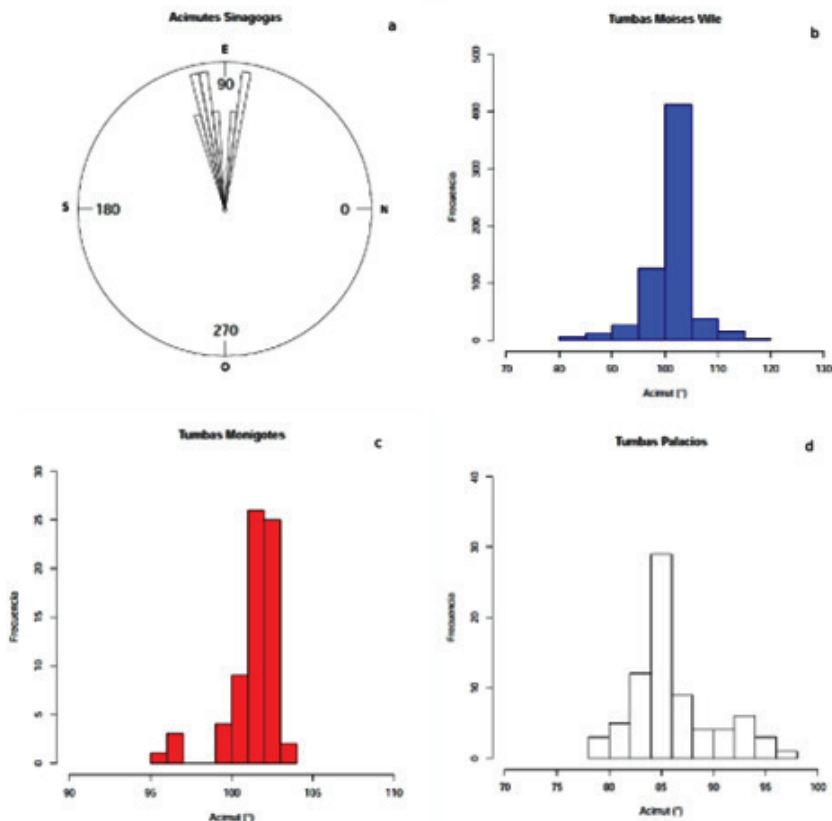 Acimutes Sinagogas
a
E
90
S 180
0 N
270
O
Tumbas Moises Ville
b
500
400
300
200
100
0
Frecuencia
70 80 90 100 110 120 130
Acimut (°)
Tumbas Monigotes
c
30
25
20
15
10
5
0
Frecuencia
90 95 100 105 110
Acimut (°)
Tumbas Palacios
d
40
30
20
10
0
Frecuencia
70 80 85 90 95 100
Acimut (°)